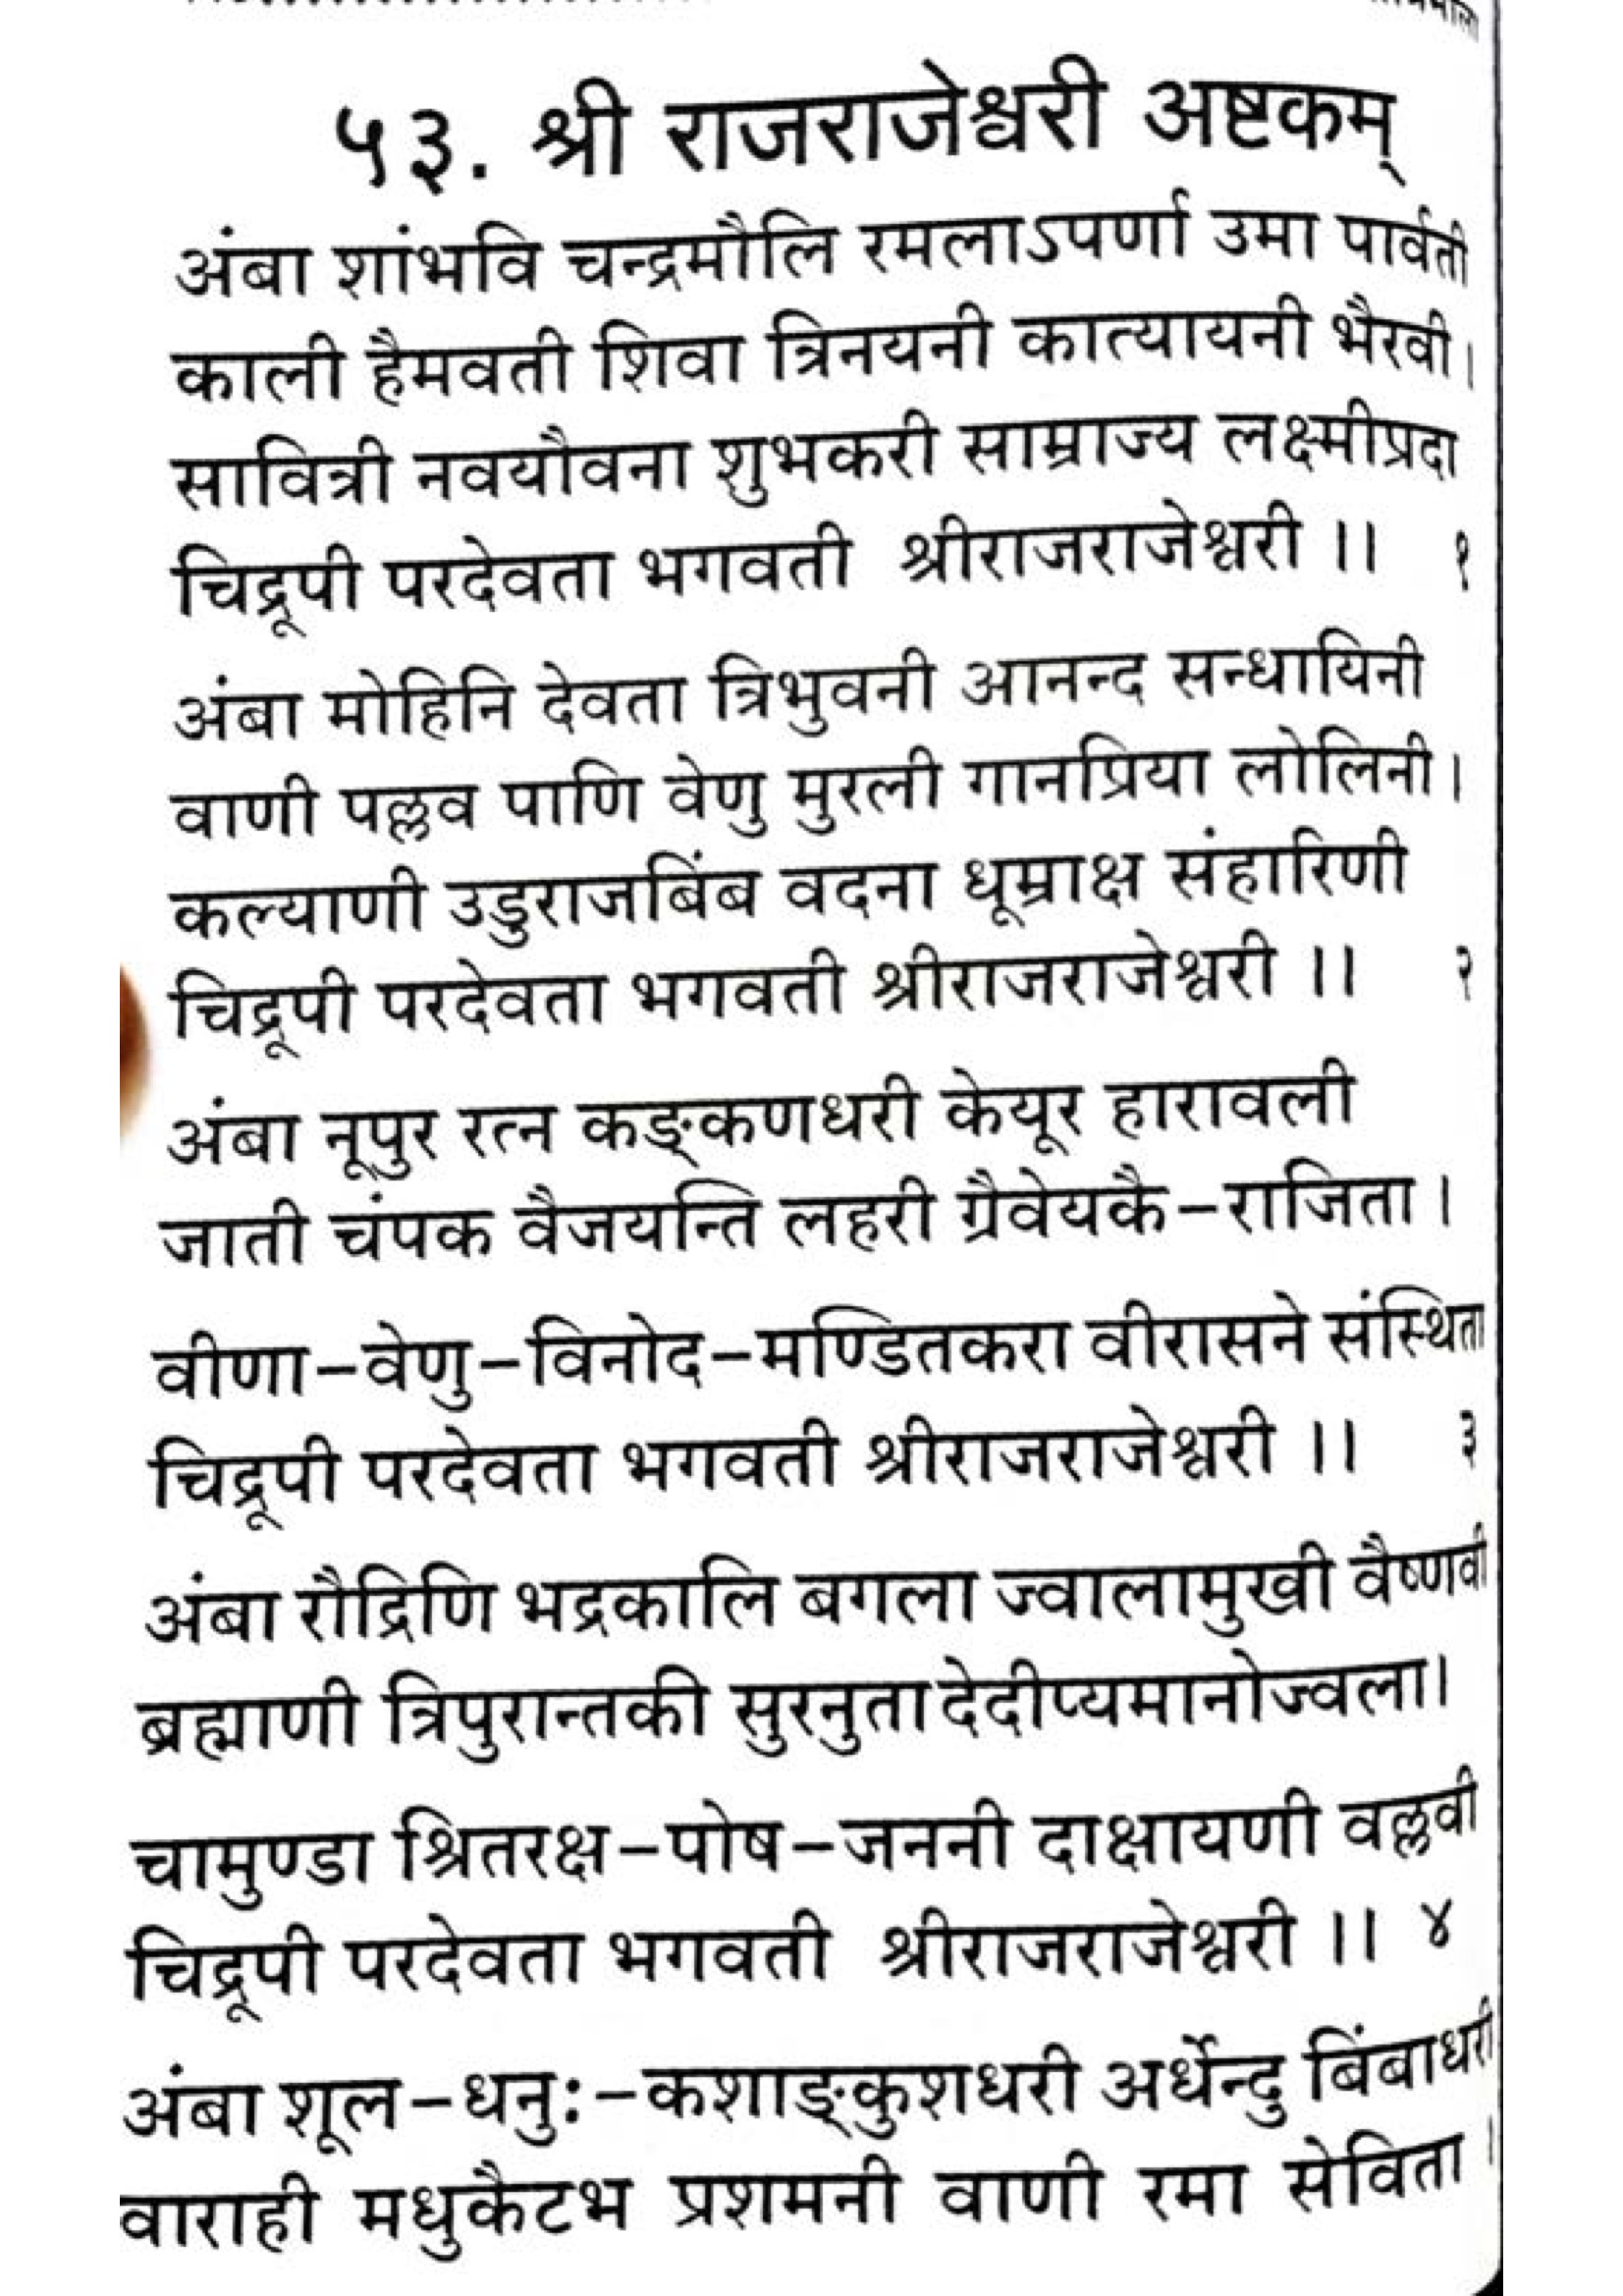 ५३. श्री राजराजेश्वरी अष्टकम्
अंबा शांभवि चन्द्रमौलि रमलाऽपर्णा उमा पार्वती
काली हैमवती शिवा त्रिनयनी कात्यायनी भैरवी।
सावित्री नवयौवना शुभकरी साम्राज्य लक्ष्मीप्रदा
चिद्रूपी परदेवता भगवती श्रीराजराजेश्वरी ।। १
अंबा मोहिनि देवता त्रिभुवनी आनन्द सन्धायिनी
वाणी पल्लव पाणि वेणु मुरली गानप्रिया लोलिनी।
कल्याणी उडुराजबिंब वदना धूम्राक्ष संहारिणी
चिद्रूपी परदेवता भगवती श्रीराजराजेश्वरी ।। २
अंबा नूपुर रत्न कङ्कणधरी केयूर हारावली
जाती चंपक वैजयन्ति लहरी ग्रैवेयकै–राजिता।
वीणा–वेणु–विनोद–मण्डितकरा वीरासने संस्थिता
चिद्रूपी परदेवता भगवती श्रीराजराजेश्वरी ।। ३
अंबा रौद्रिणि भद्रकालि बगला ज्वालामुखी वैष्णवी
ब्रह्माणी त्रिपुरान्तकी सुरनुता देदीप्यमानोज्वला।
चामुण्डा श्रितरक्ष–पोष–जननी दाक्षायणी वल्लवी
चिद्रूपी परदेवता भगवती श्रीराजराजेश्वरी ।। ४
अंबा शूल–धनुः–कशाङ्कुशधरी अर्धेन्दु बिंबाधरी
वाराही मधुकैटभ प्रशमनी वाणी रमा सेविता।